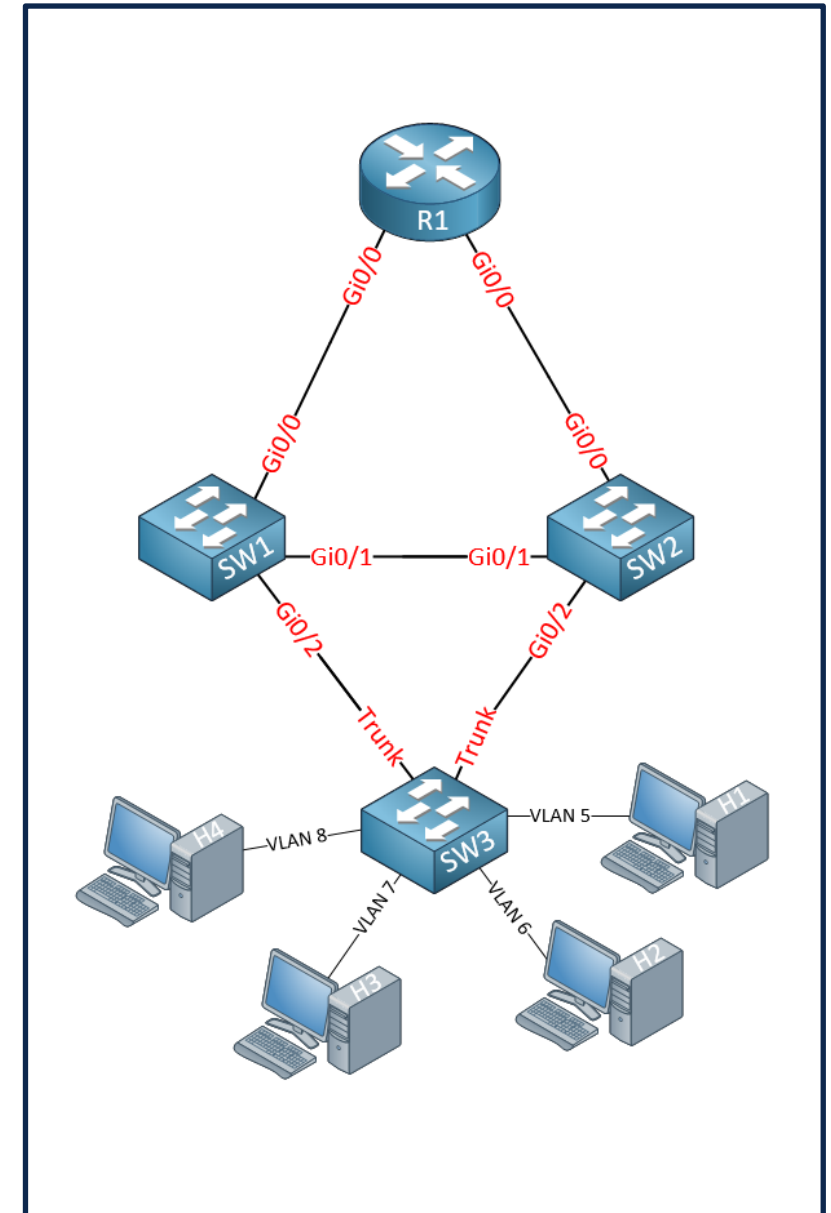 R1
Gi0/0
Gi0/0
Gi0/0
Gi0/0
SW1
Gi0/1
Gi0/1
SW2
Gi0/2
Gi0/2
Trunk
Trunk
SW3
VLAN 5
H1
H4
VLAN 8
VLAN 7
VLAN 6
H3
H2